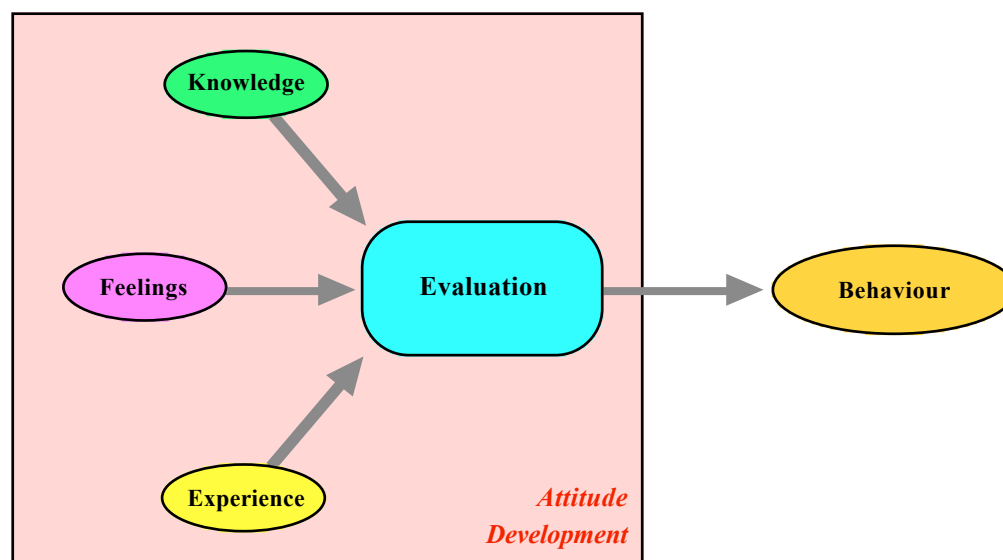 Knowledge
Feelings
Evaluation
Behaviour
Experience
Attitude
Development